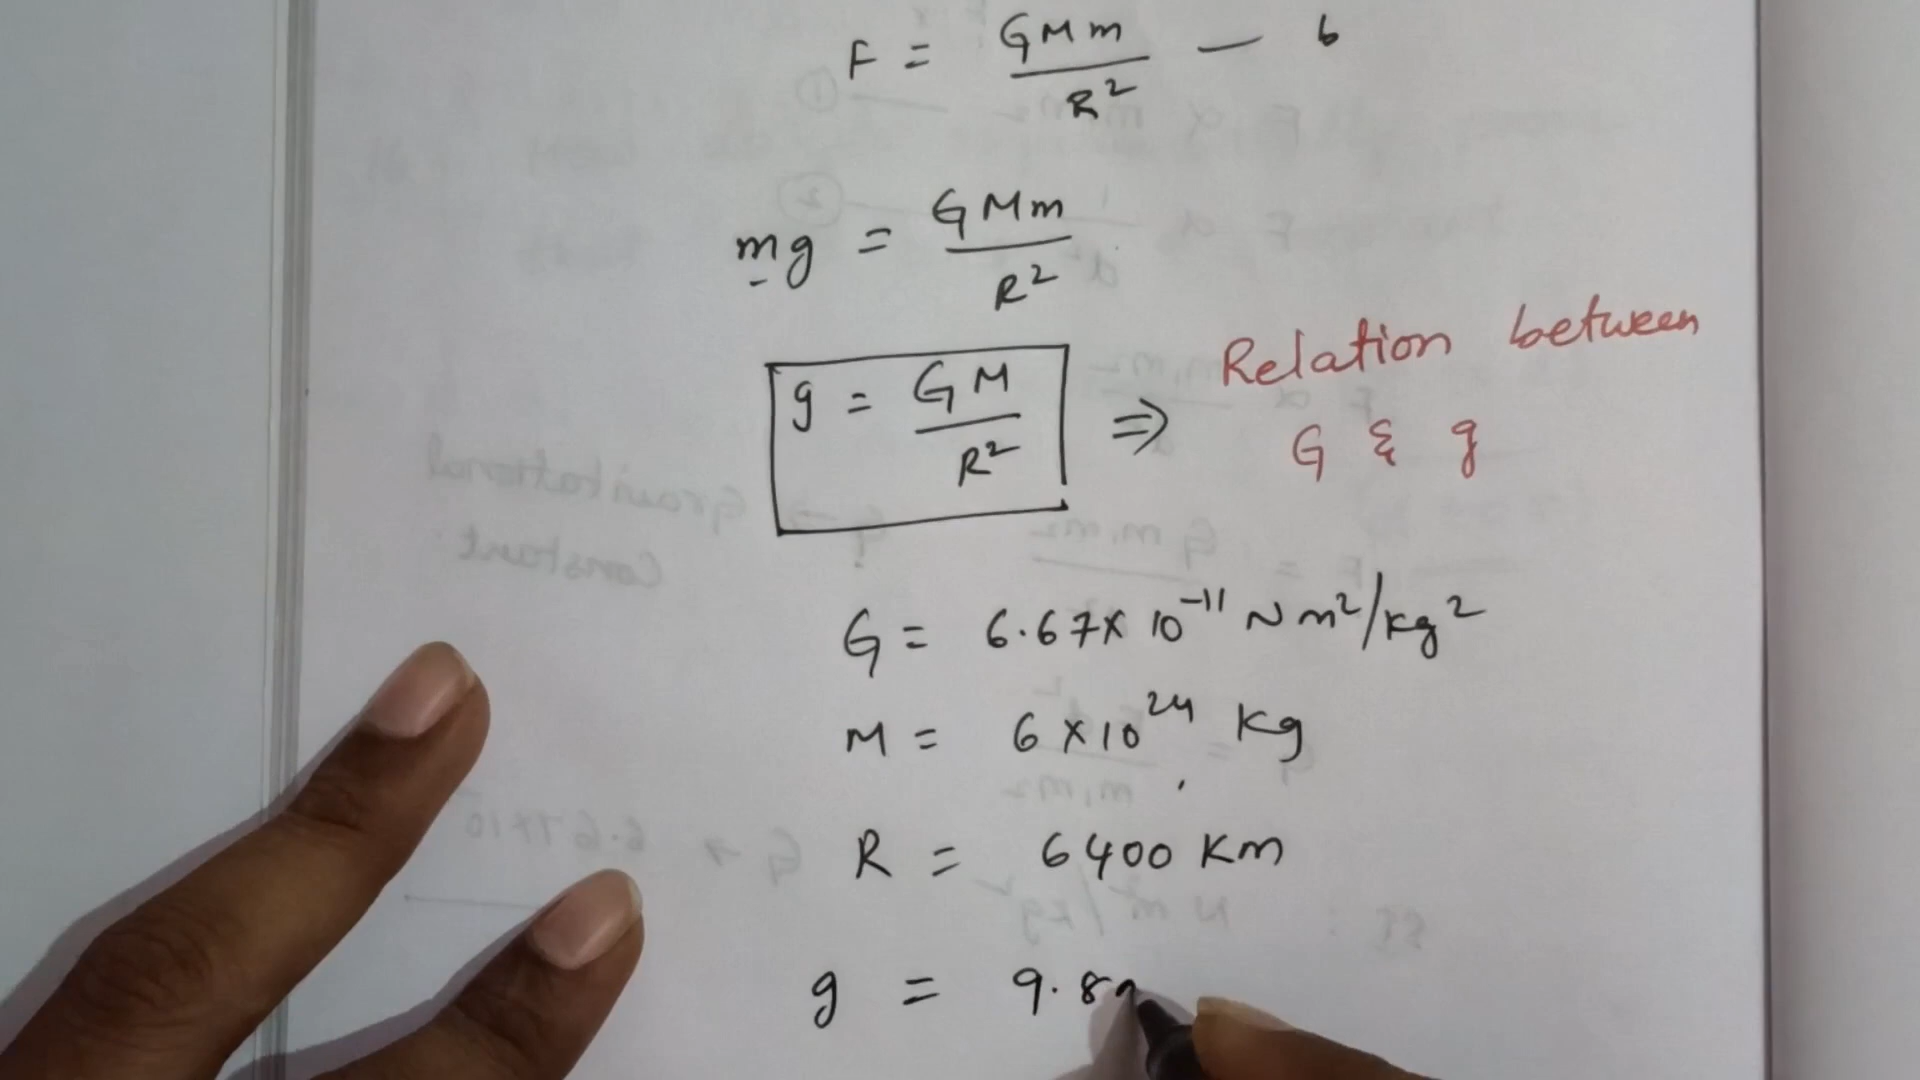 F = GMm/R² — 6
mg = GMm/R²
g = GM/R² ⇒ Relation between
G & g
G = 6.67×10⁻¹¹ Nm²/kg²
M = 6×10²⁴ Kg
R = 6400 Km
g = 9.8